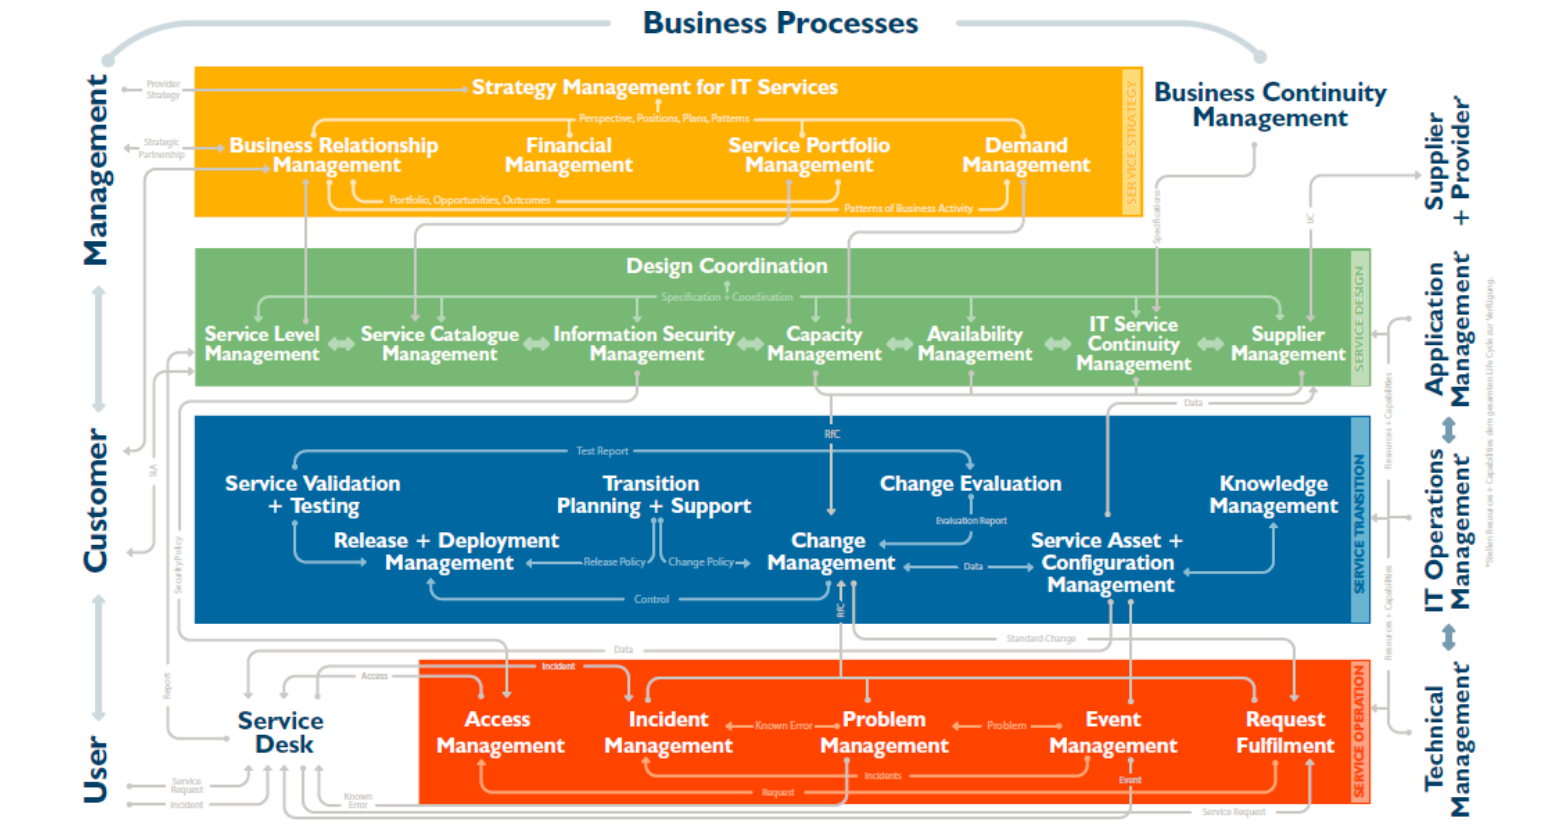 Business Processes
Management
Customer
User
Provider
Strategy
Strategic
Partnership
Strategy Management for IT Services
Perspective, Positions, Plans, Patterns
Business Relationship
Management
Financial
Management
Service Portfolio
Management
Demand
Management
Portfolio, Opportunities, Outcomes
Patterns of Business Activity
SERVICE STRATEGY
Business Continuity
Management
Specifications
UC
Supplier
+ Provider*
Design Coordination
Specification + Coordination
Service Level
Management
Service Catalogue
Management
Information Security
Management
Capacity
Management
Availability
Management
IT Service
Continuity
Management
Supplier
Management
SERVICE DESIGN
Application
Management*
Resources + Capabilities
*Stellen Resources + Capabilities dem gesamten Life Cycle zur Verfügung.
SLA
Security Policy
Report
RfC
Data
Test Report
Service Validation
+ Testing
Transition
Planning + Support
Change Evaluation
Knowledge
Management
Evaluation Report
Release + Deployment
Management
Release Policy
Change Policy
Change
Management
Data
Service Asset +
Configuration
Management
Control
SERVICE TRANSITION
IT Operations
Management*
Resources + Capabilities
RfC
Standard Change
Data
Incident
Access
Service
Desk
Access
Management
Incident
Management
Known Error
Problem
Management
Problem
Event
Management
Request
Fulfilment
Incidents
Event
Request
SERVICE OPERATION
Technical
Management*
Service
Request
Incident
Known
Error
Service Request